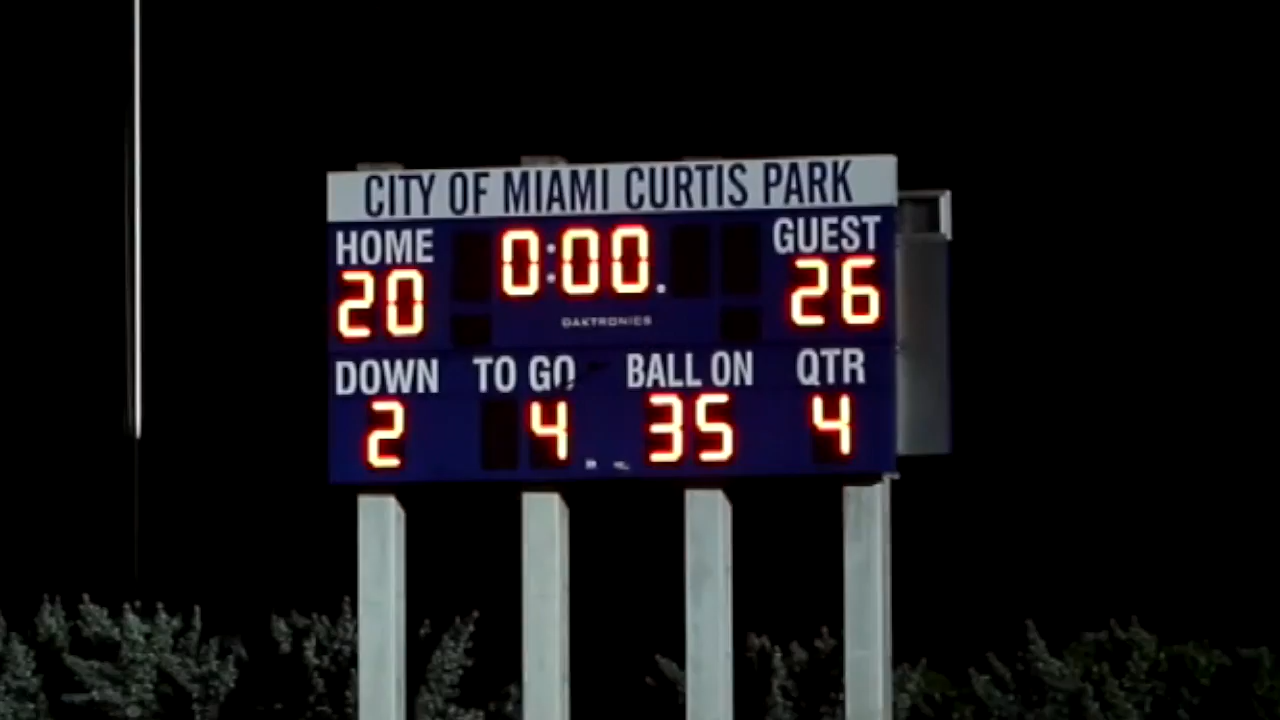 CITY OF MIAMI CURTIS PARK
HOME 0:00. GUEST
20 26
DAKTRONICS
DOWN TO GO BALL ON QTR
2 4 35 4